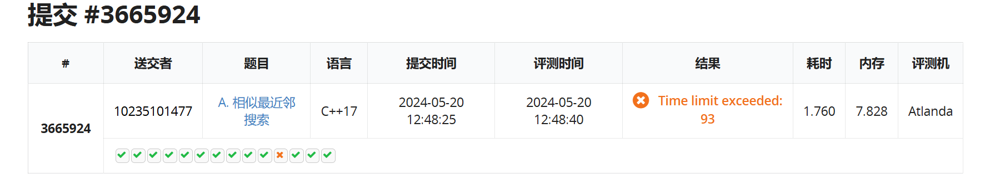 提交 #3665924
# 送交者 题目 语言 提交时间 评测时间 结果 耗时 内存 评测机
3665924 10235101477 A. 相似最近邻 C++17 2024-05-20 2024-05-20 Time limit exceeded: 1.760 7.828 Atlanda
搜索 12:48:25 12:48:40 93